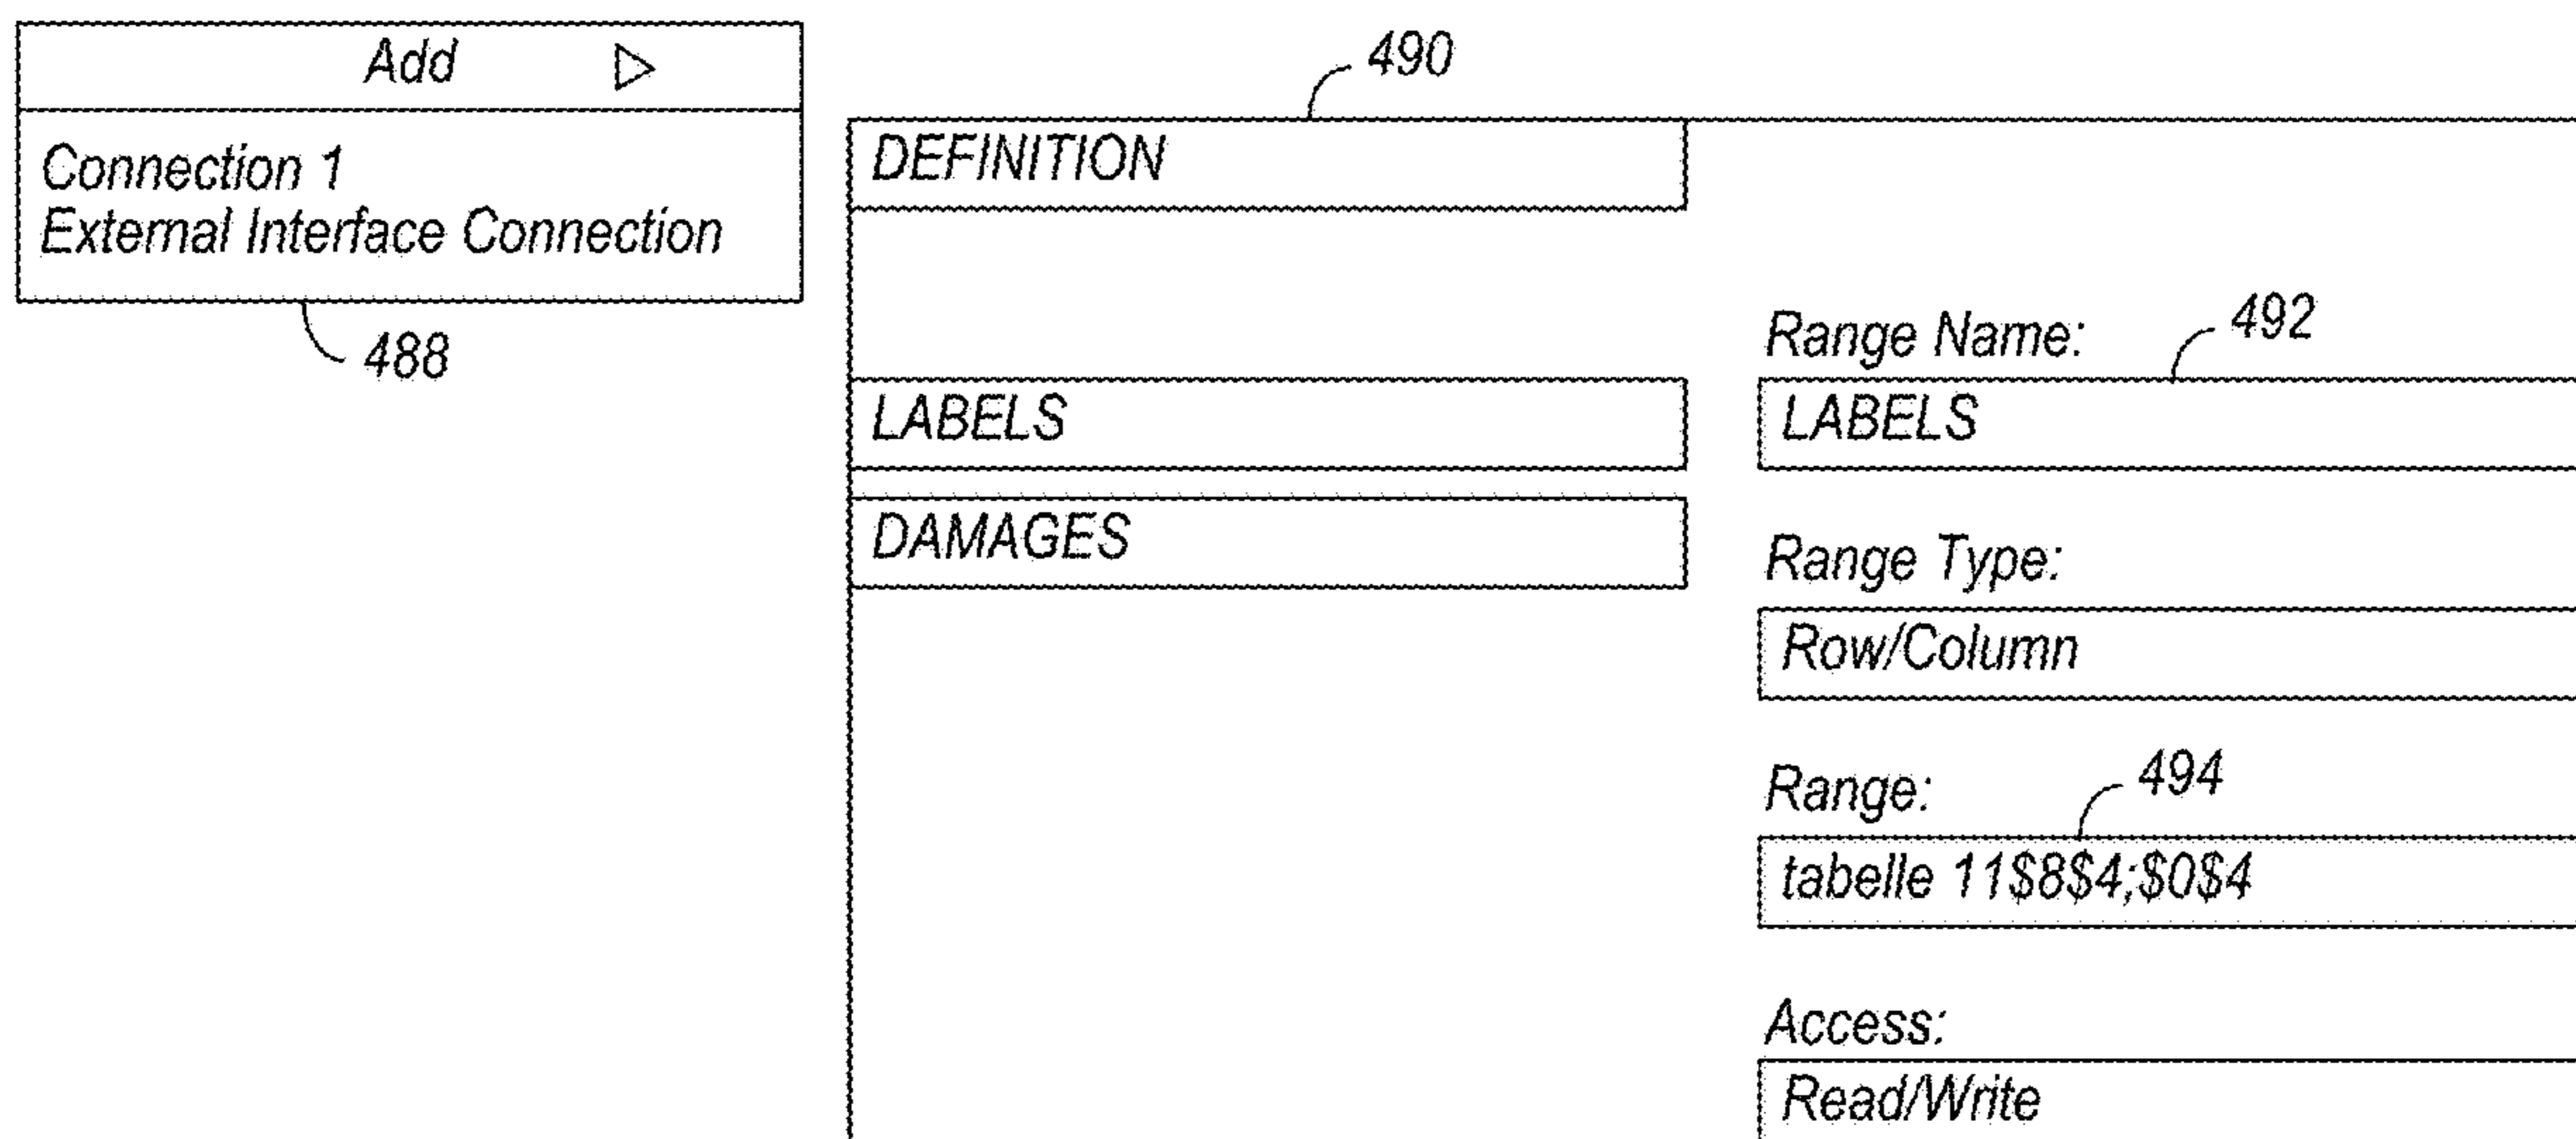 Add
Connection 1
External Interface Connection
488
490
DEFINITION
LABELS
DAMAGES
Range Name:
492
LABELS
Range Type:
Row/Column
Range:
494
tabelle 11$8$4;$0$4
Access:
Read/Write